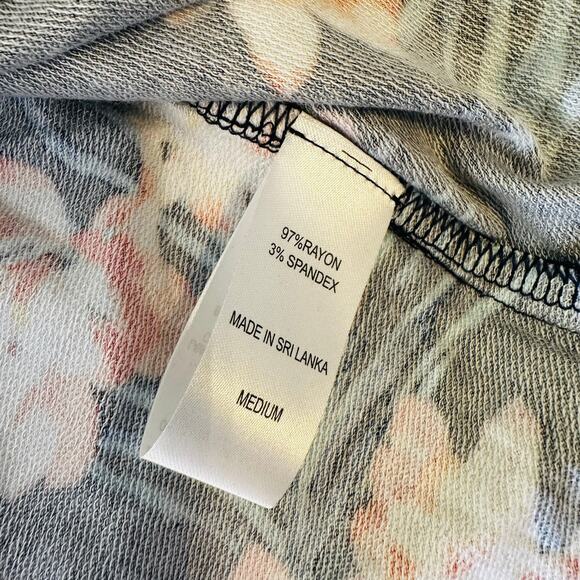 97%RAYON
3% SPANDEX
MADE IN SRI LANKA
MEDIUM